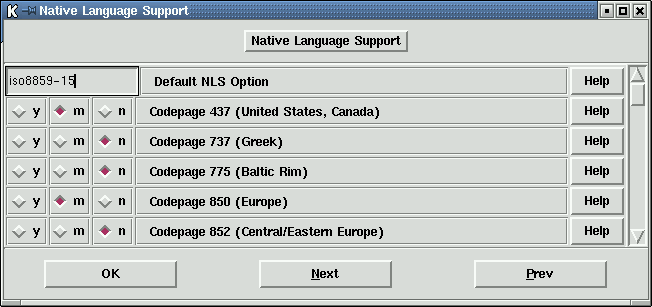 K Native Language Support
Native Language Support
iso8859-15 Default NLS Option Help
y m n Codepage 437 (United States, Canada) Help
y m n Codepage 737 (Greek) Help
y m n Codepage 775 (Baltic Rim) Help
y m n Codepage 850 (Europe) Help
y m n Codepage 852 (Central/Eastern Europe) Help
OK Next Prev